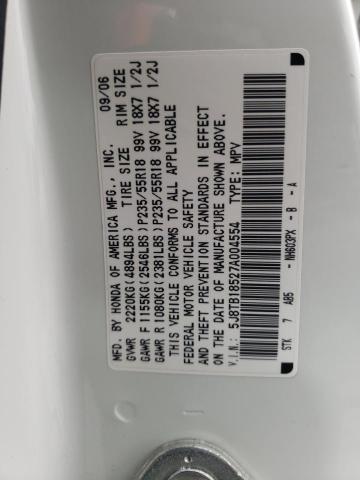 MFD. BY HONDA OF AMERICA MFG., INC. 09/06
GVWR 2220KG(4894LBS) TIRE SIZE RIM SIZE
GAWR F 1155KG(2546LBS)P235/55R18 99V 18X7 1/2J
GAWR R 1080KG(2381LBS)P235/55R18 99V 18X7 1/2J
THIS VEHICLE CONFORMS TO ALL APPLICABLE
FEDERAL MOTOR VEHICLE SAFETY
AND THEFT PREVENTION STANDARDS IN EFFECT
ON THE DATE OF MANUFACTURE SHOWN ABOVE.
V.I.N.: 5J8TB18527A004554 TYPE: MPV
STK 7 AB5 - NH603PX - B - A